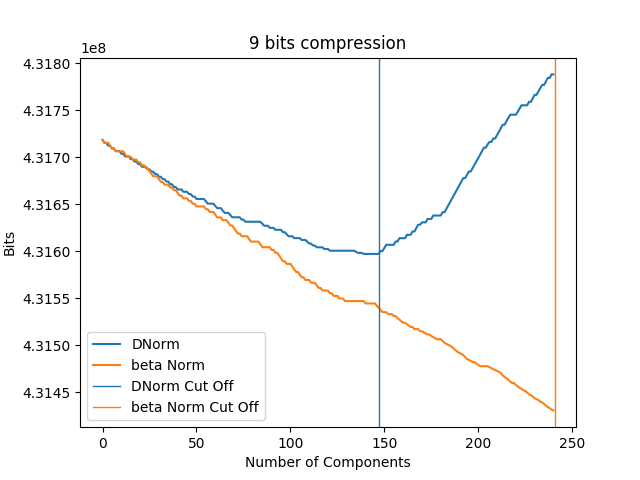 9 bits compression
1e8
4.3180
4.3175
4.3170
4.3165
4.3160
4.3155
4.3150
4.3145
Bits
DNorm
beta Norm
DNorm Cut Off
beta Norm Cut Off
0 50 100 150 200 250
Number of Components